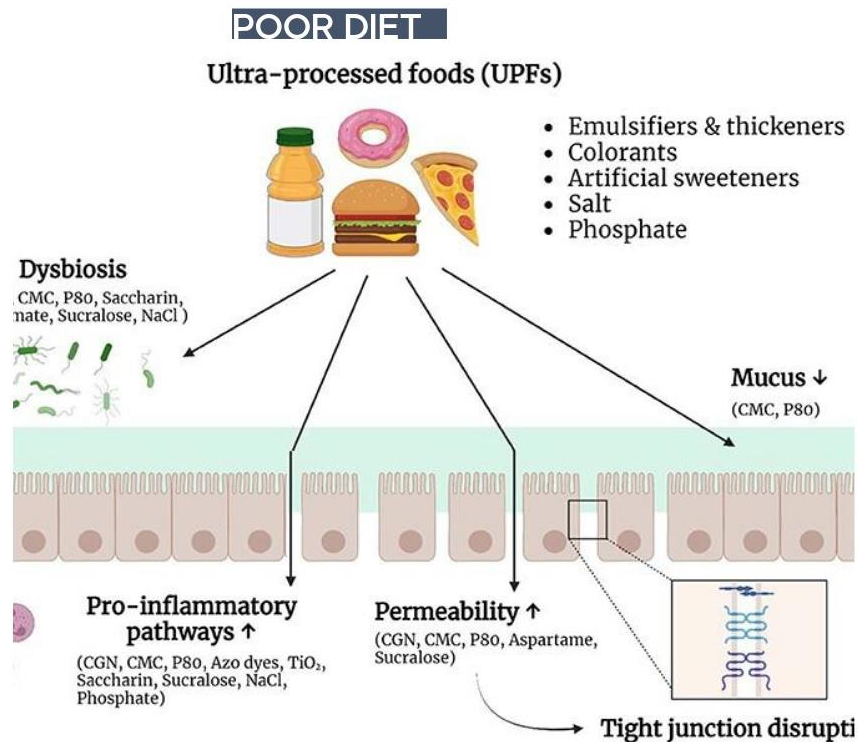 POOR DIET
Ultra-processed foods (UPFs)
• Emulsifiers & thickeners
• Colorants
• Artificial sweeteners
• Salt
• Phosphate
Dysbiosis
, CMC, P80, Saccharin,
mate, Sucralose, NaCl )
Mucus ↓
(CMC, P80)
Pro-inflammatory
pathways ↑
(CGN, CMC, P80, Azo dyes, TiO₂,
Saccharin, Sucralose, NaCl,
Phosphate)
Permeability ↑
(CGN, CMC, P80, Aspartame,
Sucralose)
Tight junction disrupti